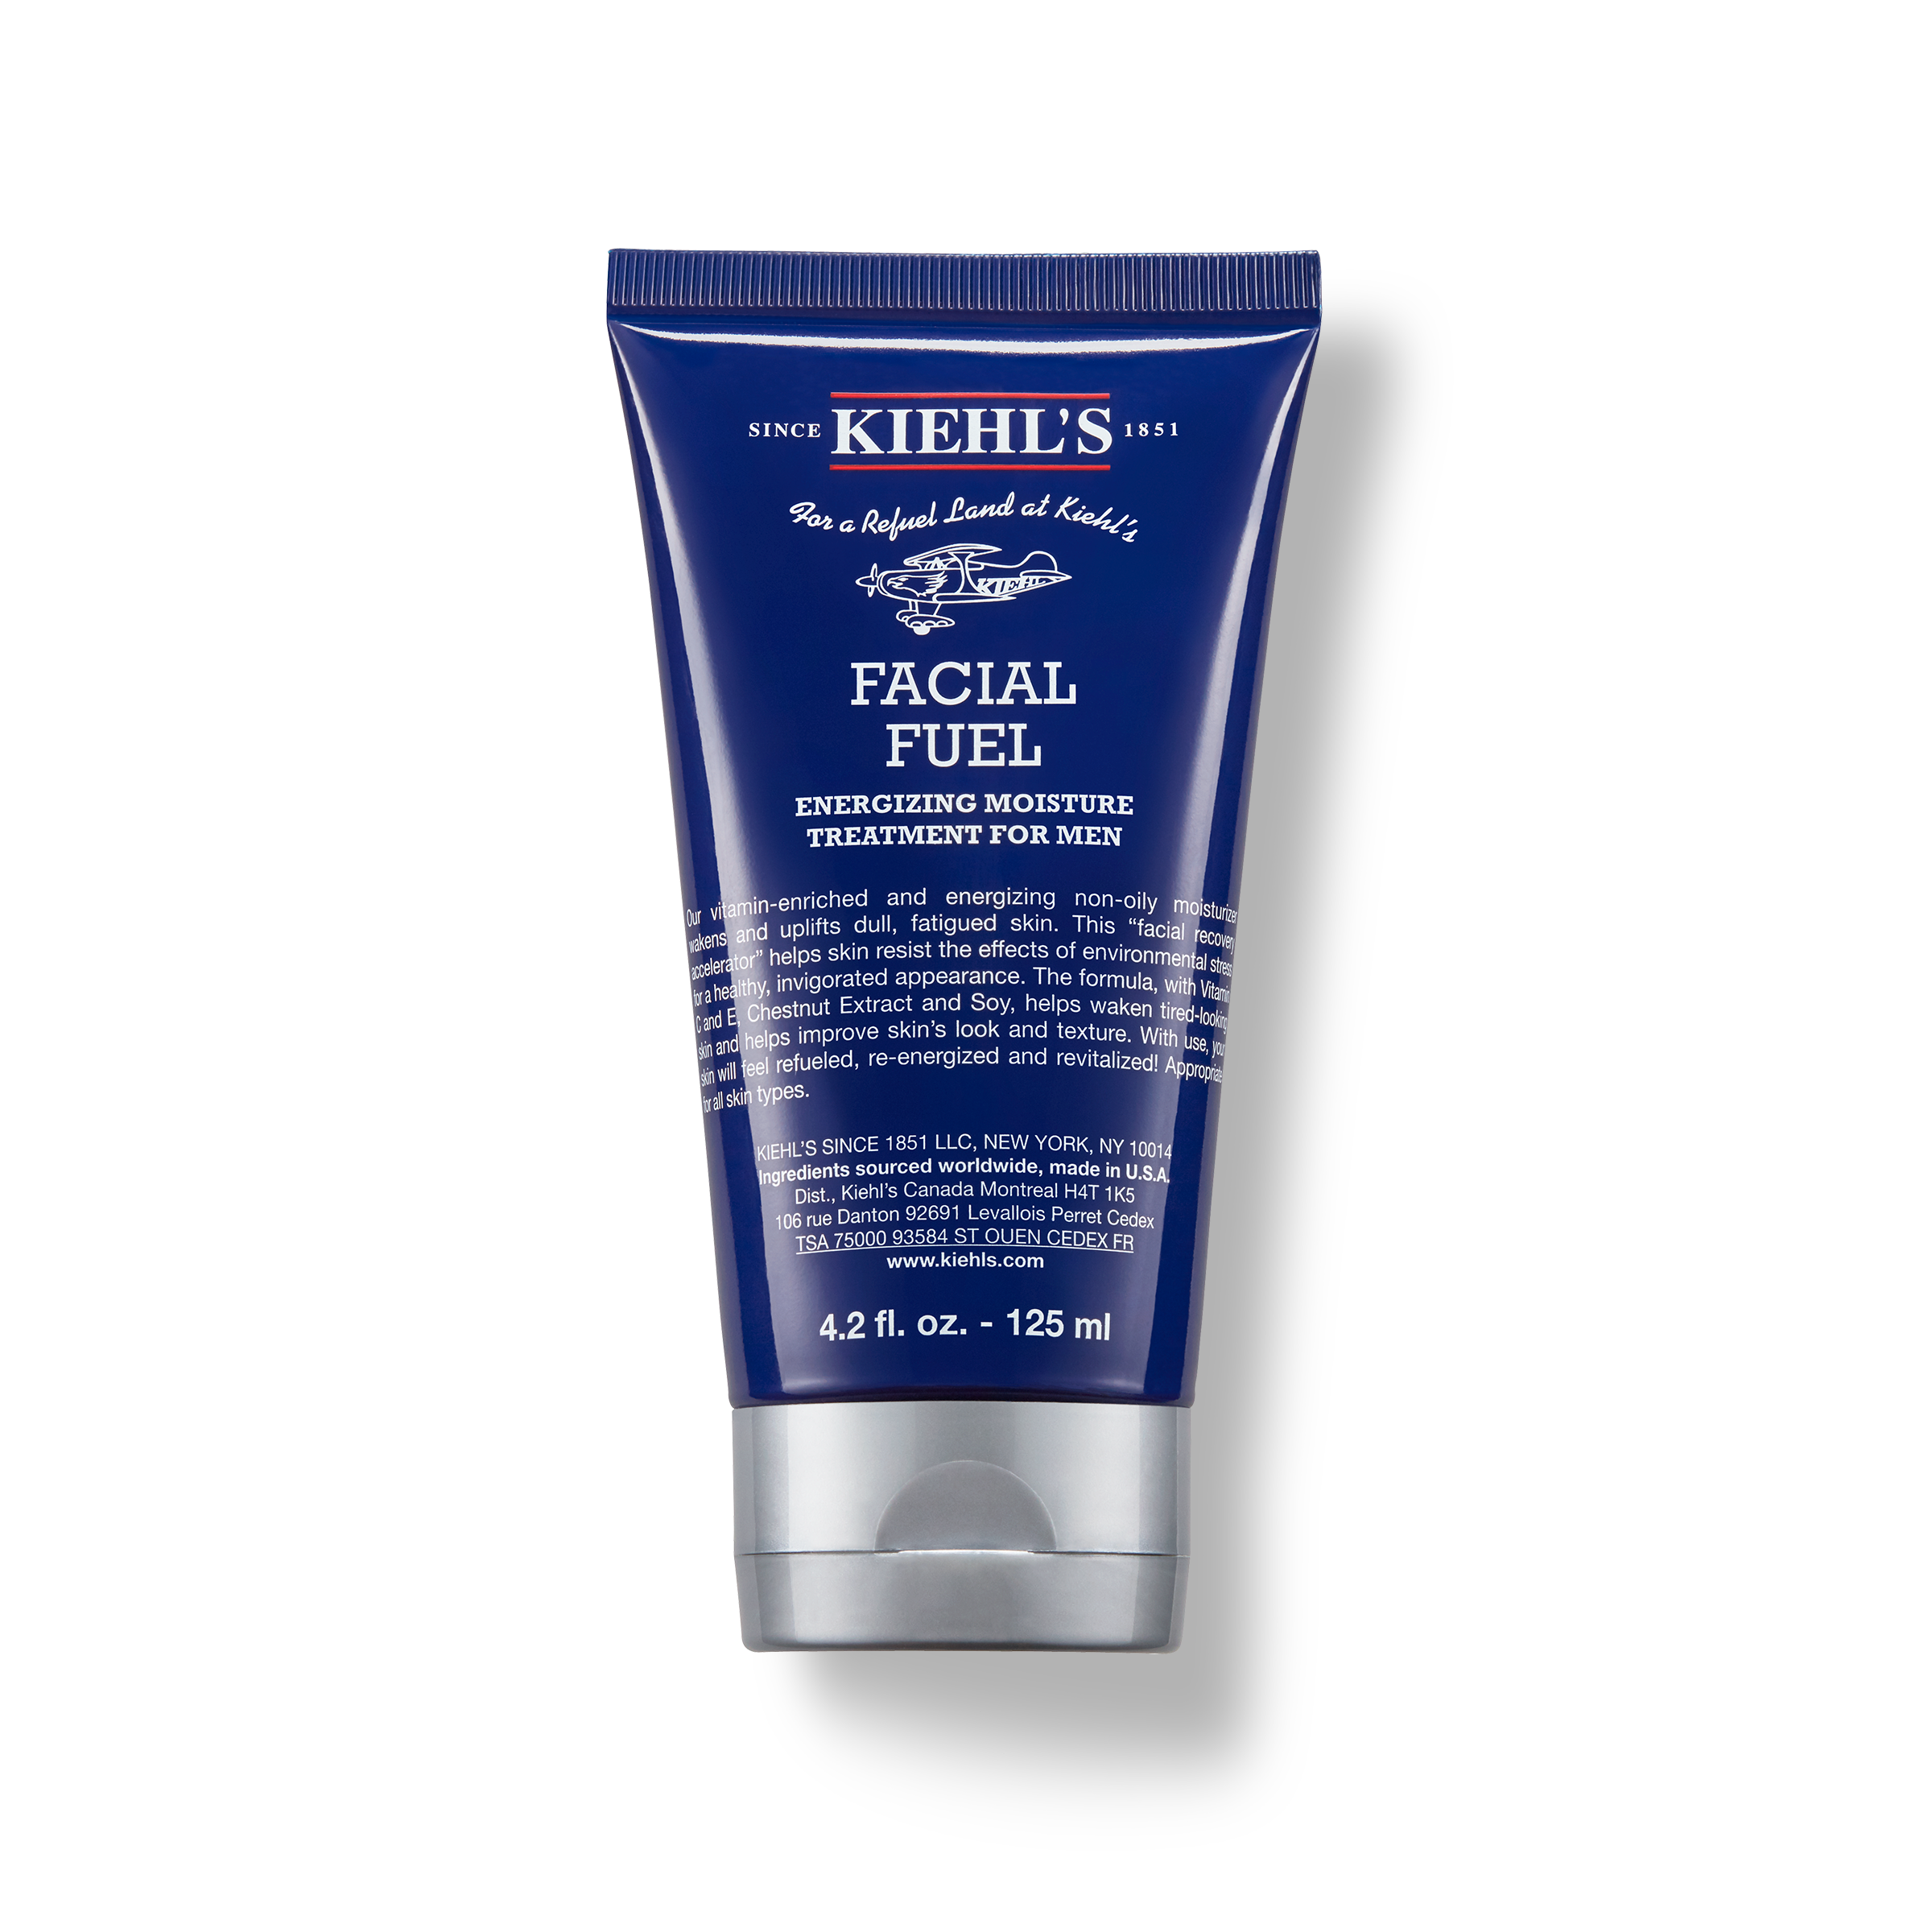 SINCE KIEHL'S 1851
For a Refuel Land at Kiehl's
KIEHL
FACIAL
FUEL
ENERGIZING MOISTURE
TREATMENT FOR MEN
Our vitamin-enriched and energizing non-oily moisturizer
wakens and uplifts dull, fatigued skin. This “facial recovery
accelerator” helps skin resist the effects of environmental stress
for a healthy, invigorated appearance. The formula, with Vitamin
C and E, Chestnut Extract and Soy, helps waken tired-looking
skin and helps improve skin's look and texture. With use, your
skin will feel refueled, re-energized and revitalized! Appropriate
for all skin types.
KIEHL'S SINCE 1851 LLC, NEW YORK, NY 10014
Ingredients sourced worldwide, made in U.S.A.
Dist., Kiehl's Canada Montreal H4T 1K5
106 rue Danton 92691 Levallois Perret Cedex
TSA 75000 93584 ST OUEN CEDEX FR
www.kiehls.com
4.2 fl. oz. - 125 ml